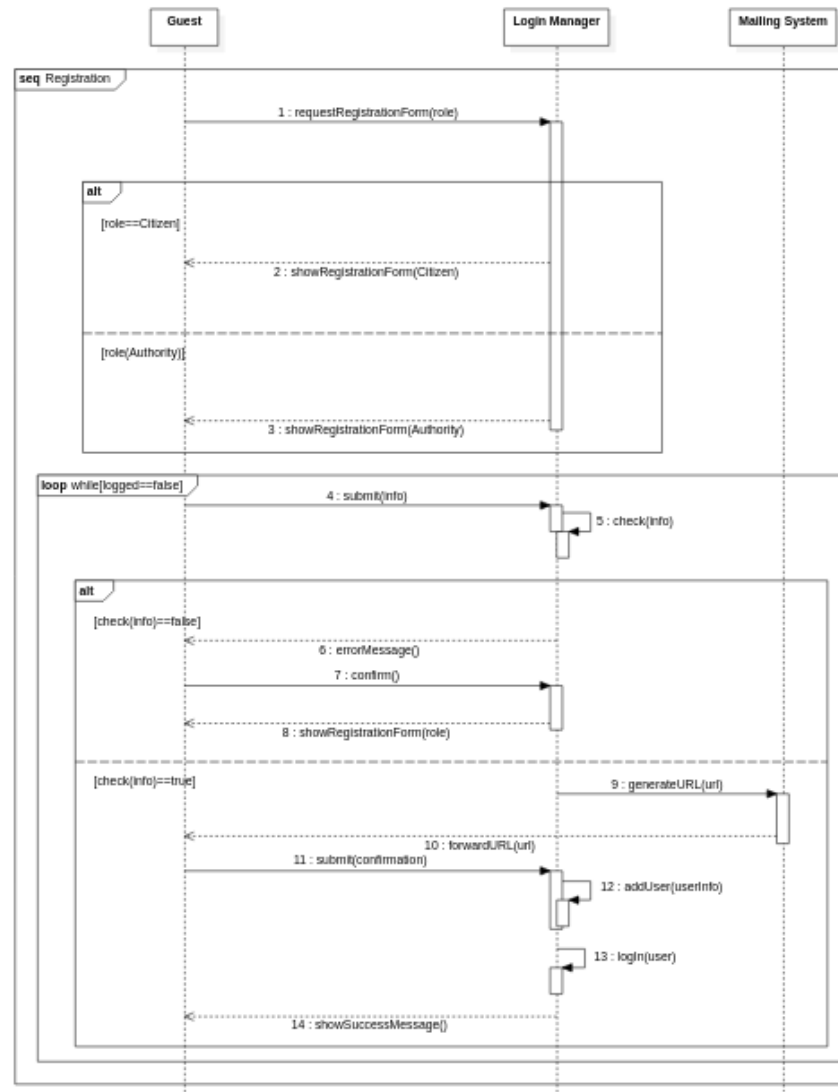 Guest
Login Manager
Mailing System
seq Registration
1 : requestRegistrationForm(role)
alt
[role==Citizen]
2 : showRegistrationForm(Citizen)
[role(Authority)]
3 : showRegistrationForm(Authority)
loop while[logged==false]
4 : submit(info)
5 : check(info)
alt
[check(info)==false]
6 : errorMessage()
7 : confirm()
8 : showRegistrationForm(role)
[check(info)==true]
9 : generateURL(url)
10 : forwardURL(url)
11 : submit(confirmation)
12 : addUser(userInfo)
13 : logIn(user)
14 : showSuccessMessage()